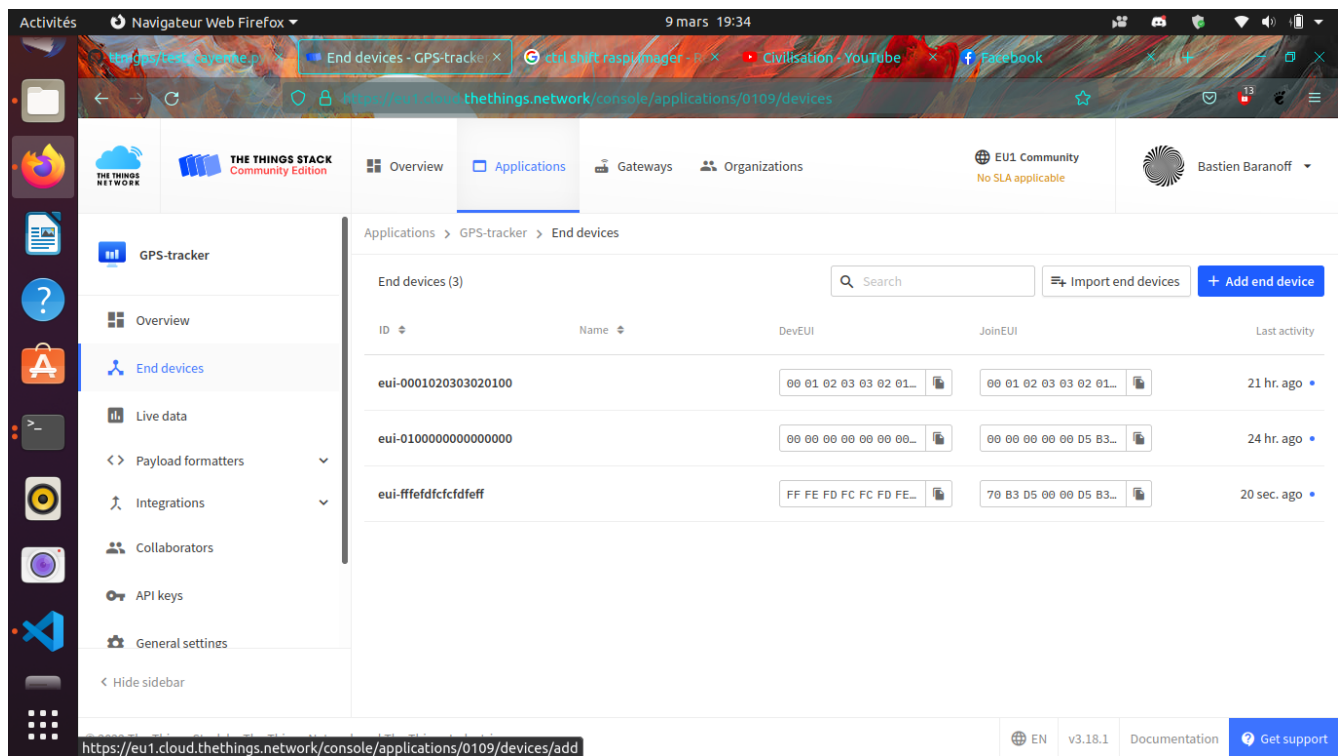 Activités Navigateur Web Firefox 9 mars 19:34
End devices - GPS-tracke ctrl shift raspi imager - R Civilisation - YouTube Facebook
https://eu1.cloud.thethings.network/console/applications/0109/devices 13
THE THINGS NETWORK
THE THINGS STACK
Community Edition
Overview Applications Gateways Organizations
EU1 Community
No SLA applicable
Bastien Baranoff
GPS-tracker
Overview
End devices
Live data
Payload formatters
Integrations
Collaborators
API keys
General settings
Hide sidebar
Applications > GPS-tracker > End devices
End devices (3) Search Import end devices + Add end device
ID Name DevEUI JoinEUI Last activity
eui-0001020303020100 00 01 02 03 03 02 01… 00 01 02 03 03 02 01… 21 hr. ago
eui-0100000000000000 00 00 00 00 00 00 00… 00 00 00 00 00 D5 B3… 24 hr. ago
eui-fffefdfcfcfdfeff FF FE FD FC FC FD FE… 70 B3 D5 00 00 D5 B3… 20 sec. ago
EN v3.18.1 Documentation Get support
https://eu1.cloud.thethings.network/console/applications/0109/devices/add